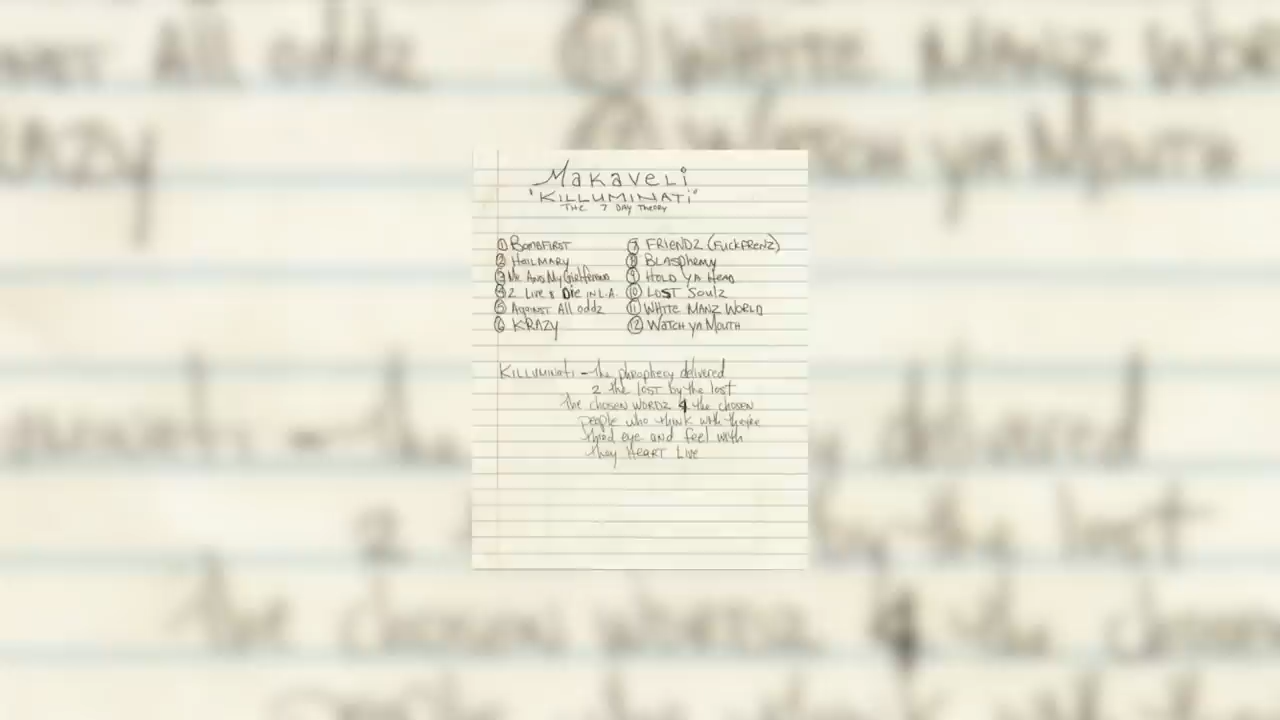 Makaveli
"KILLUMINATI"
THE 7 DAY THEORY
① BOMBFIRST
② HAILMARY
③ Me And My Girlfriend
④ 2 Live & Die IN L.A.
⑤ Against All oddz
⑥ KRAZY
⑦ FRIENDZ (FUCKFRENZ)
⑧ BLASPHEMY
⑨ HOLD YA HEAD
⑩ LOST SOULZ
⑪ WHITE MANZ WORLD
⑫ WATCH YA MOUTH
KILLUMINATI - the phrophecy delivered
2 the LOST by the lost
The CHOSEN WORDZ 4 the chosen
people who think with theyre
third eye and feel with
they HEART LIVE